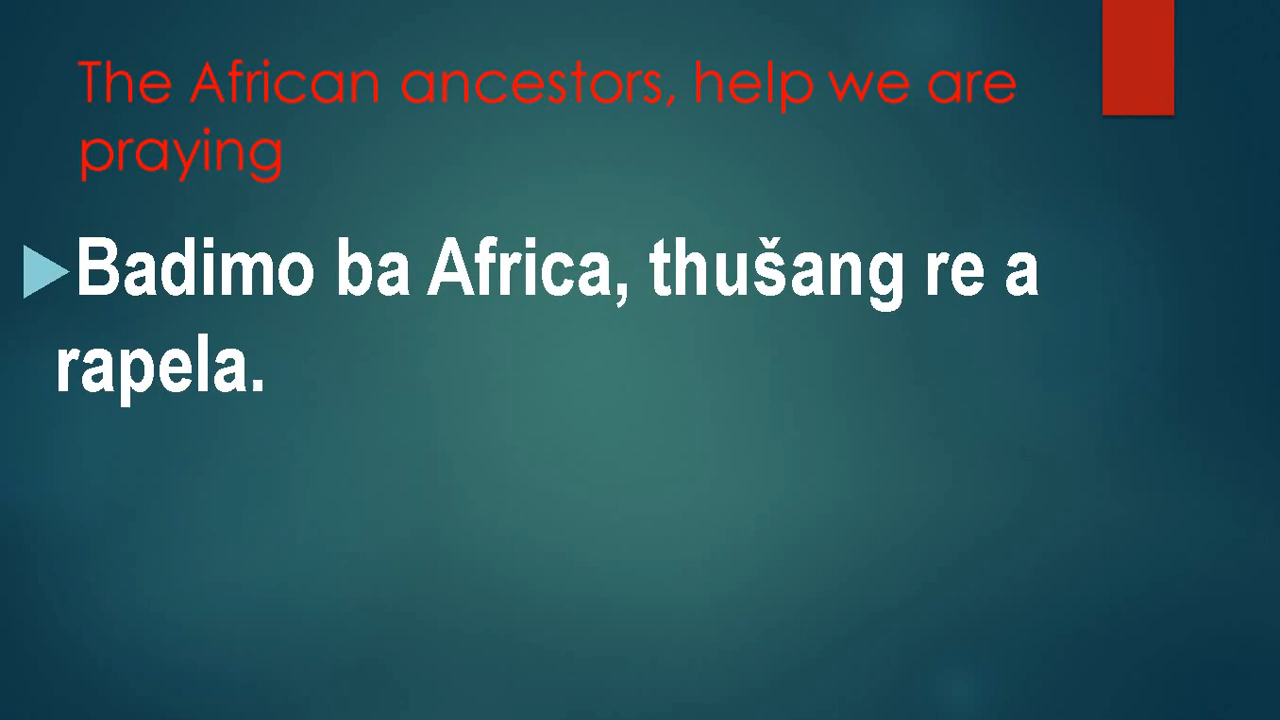 The African ancestors, help we are
praying
Badimo ba Africa, thušang re a
rapela.